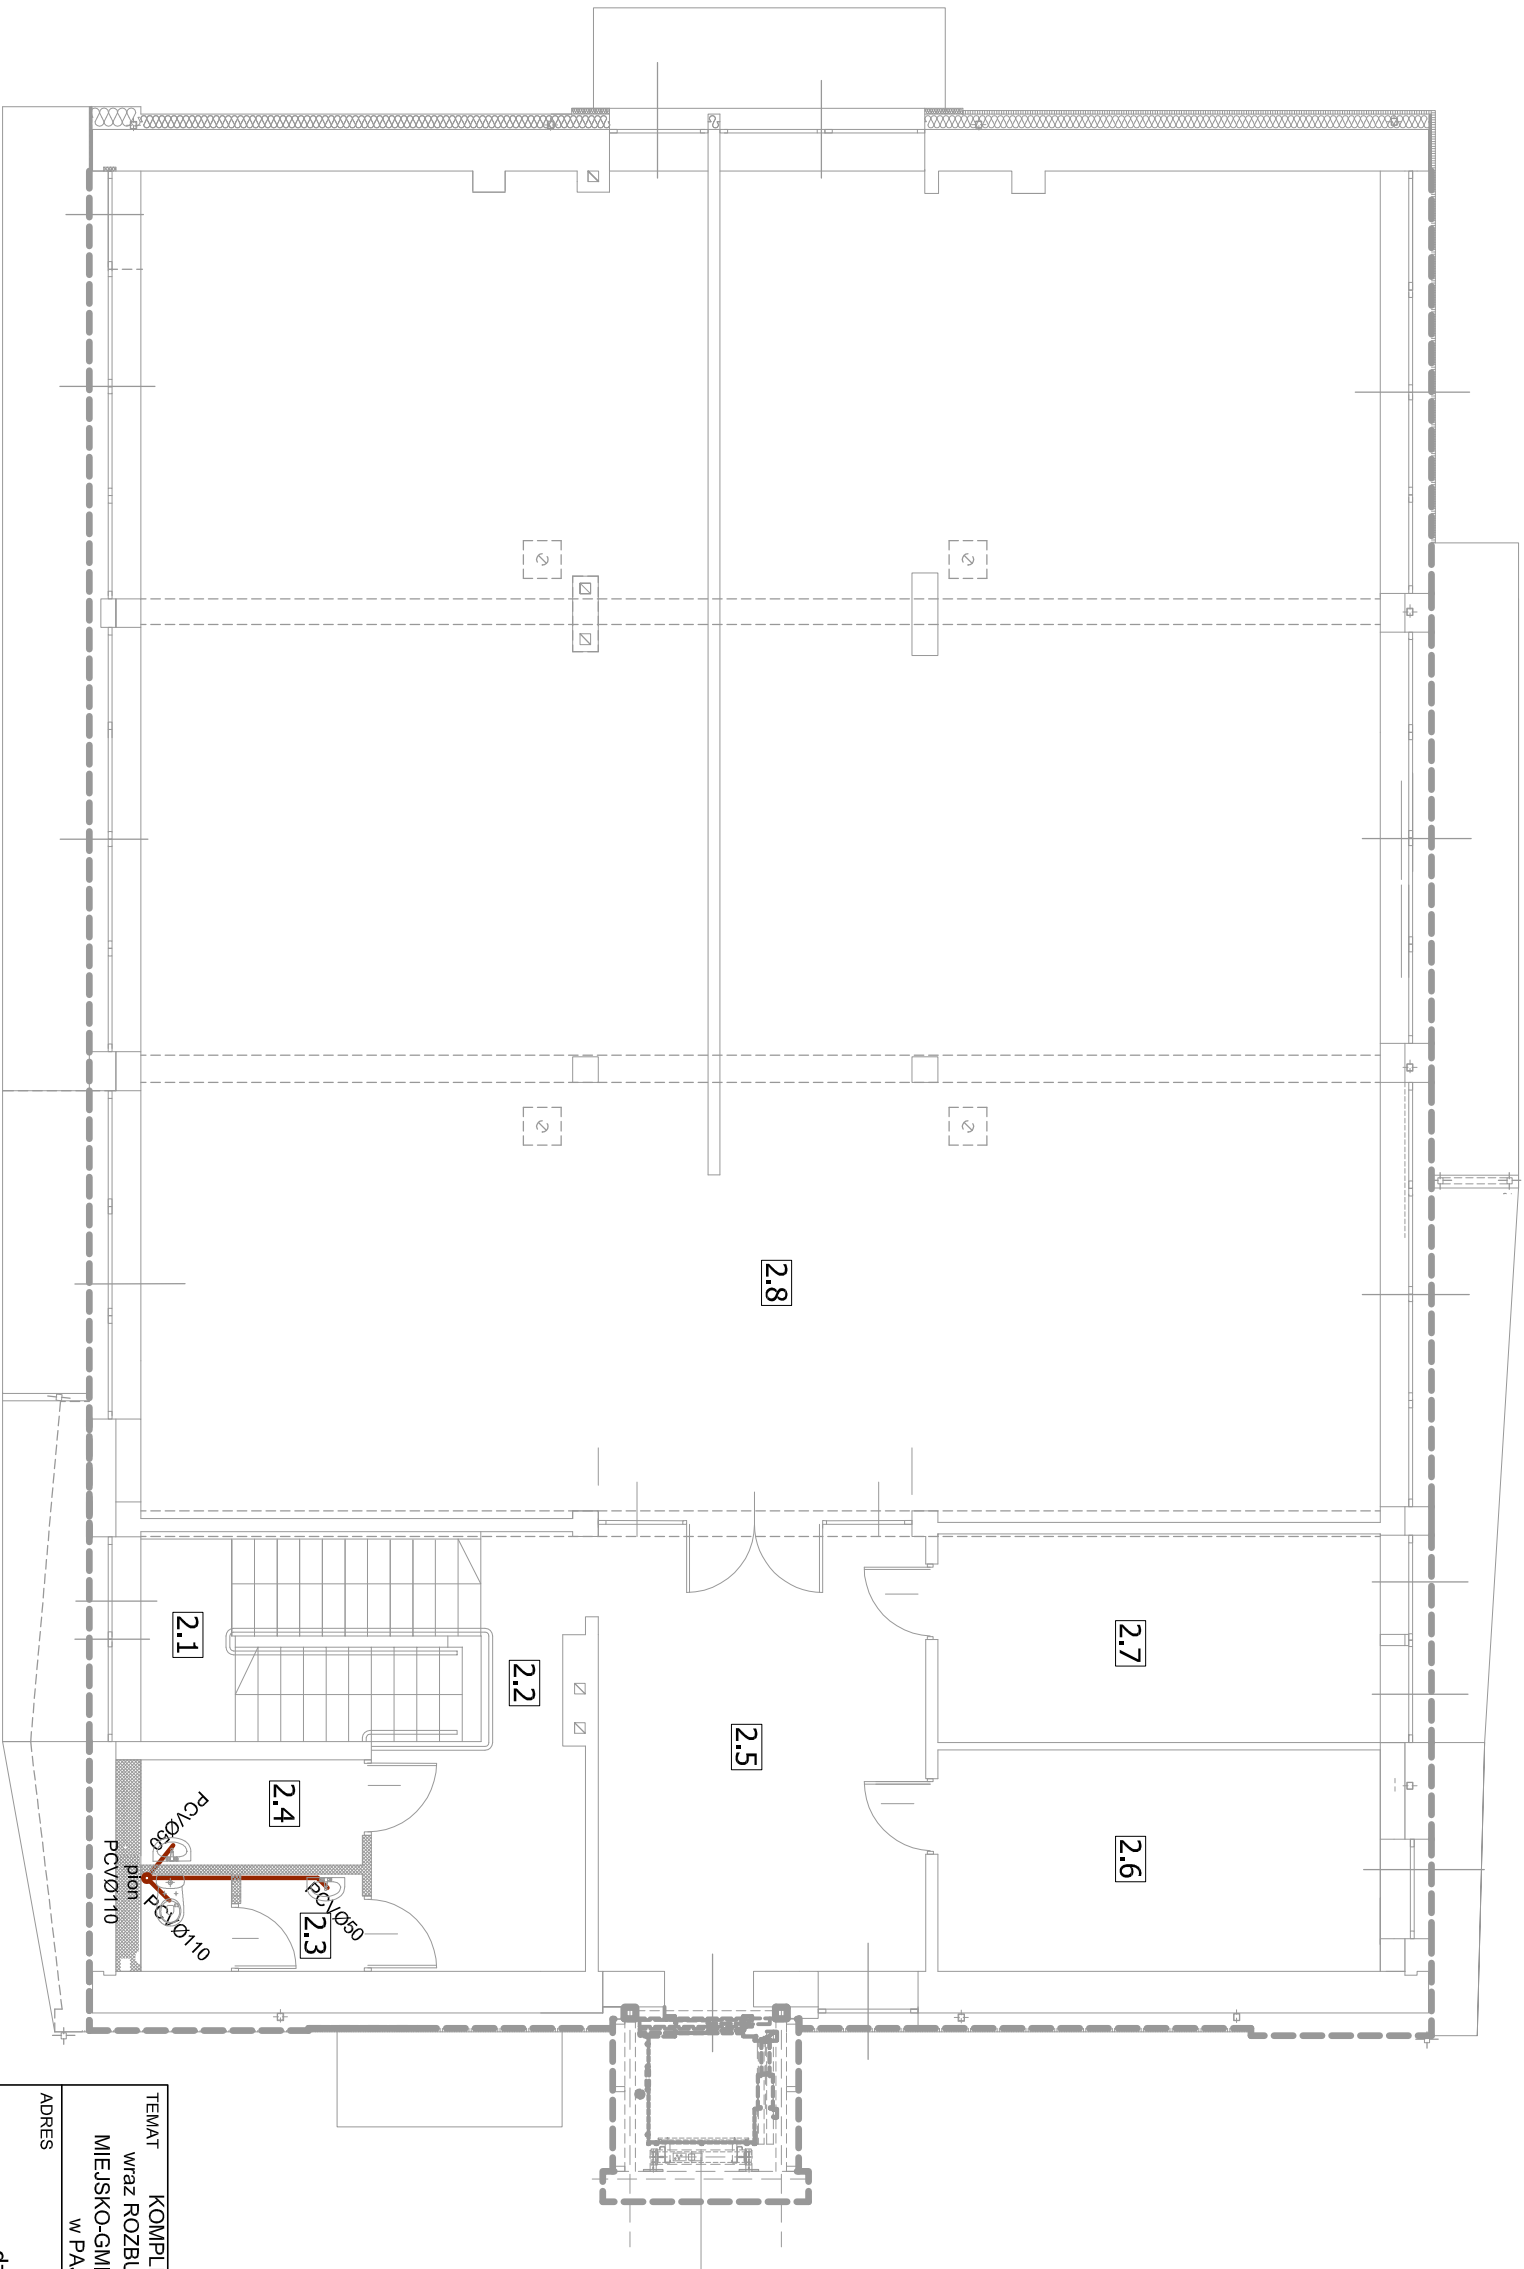 2.8
2.7
2.1
2.2
2.5
2.4
2.6
2.3
PCVØ50
PCVØ50
pion
PCVØ110
PCVØ110
TEMAT KOMPL
wraz ROZBU
MIEJSKO-GMI
w PA
ADRES